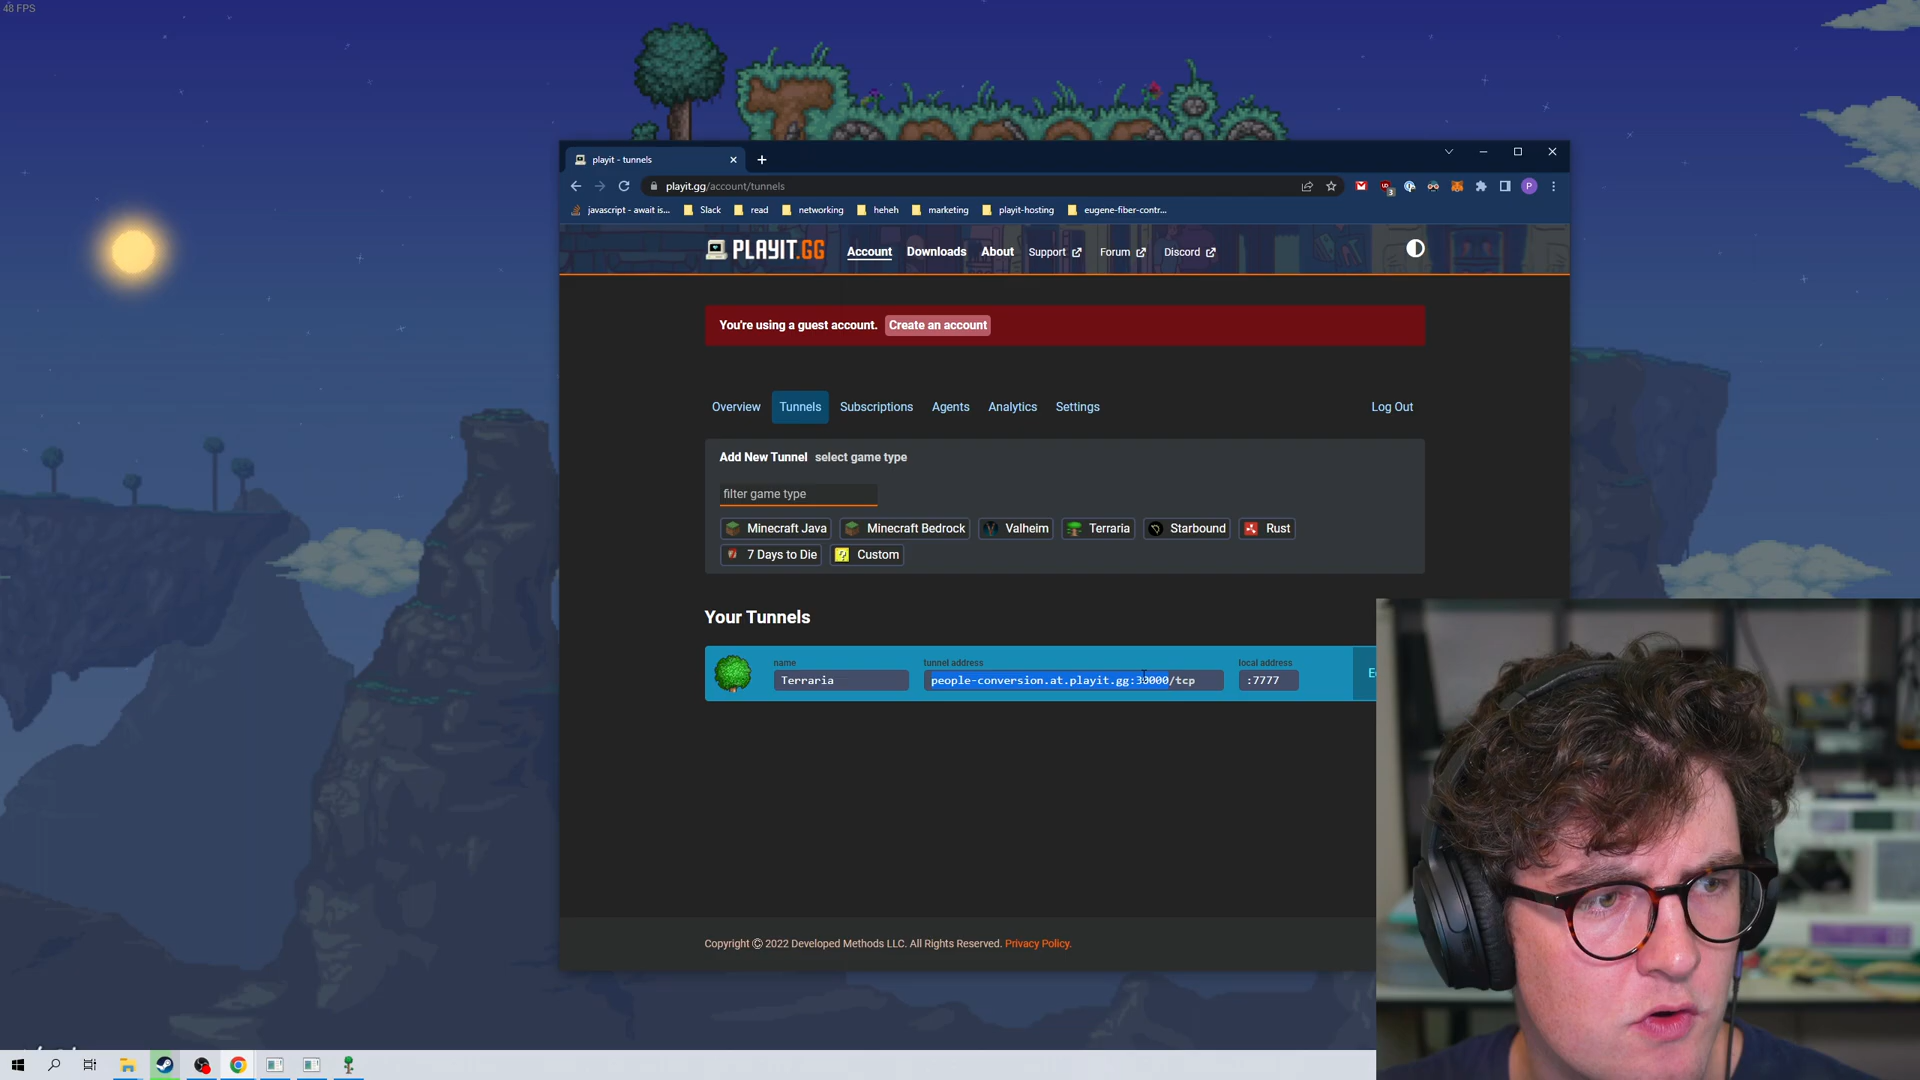 48 FPS
Terraria
playit - tunnels
playit.gg/account/tunnels
3
P
javascript - await is...
Slack
read
networking
heheh
marketing
playit-hosting
eugene-fiber-contr...
PLAYIT.GG
Account
Downloads
About
Support
Forum
Discord
You're using a guest account. Create an account
Overview
Tunnels
Subscriptions
Agents
Analytics
Settings
Log Out
Add New Tunnel select game type
filter game type
Minecraft Java
Minecraft Bedrock
Valheim
Terraria
Starbound
Rust
7 Days to Die
Custom
Your Tunnels
name
tunnel address
local address
Terraria
people-conversion.at.playit.gg:30000/tcp
:7777
Copyright © 2022 Developed Methods LLC. All Rights Reserved. Privacy Policy.